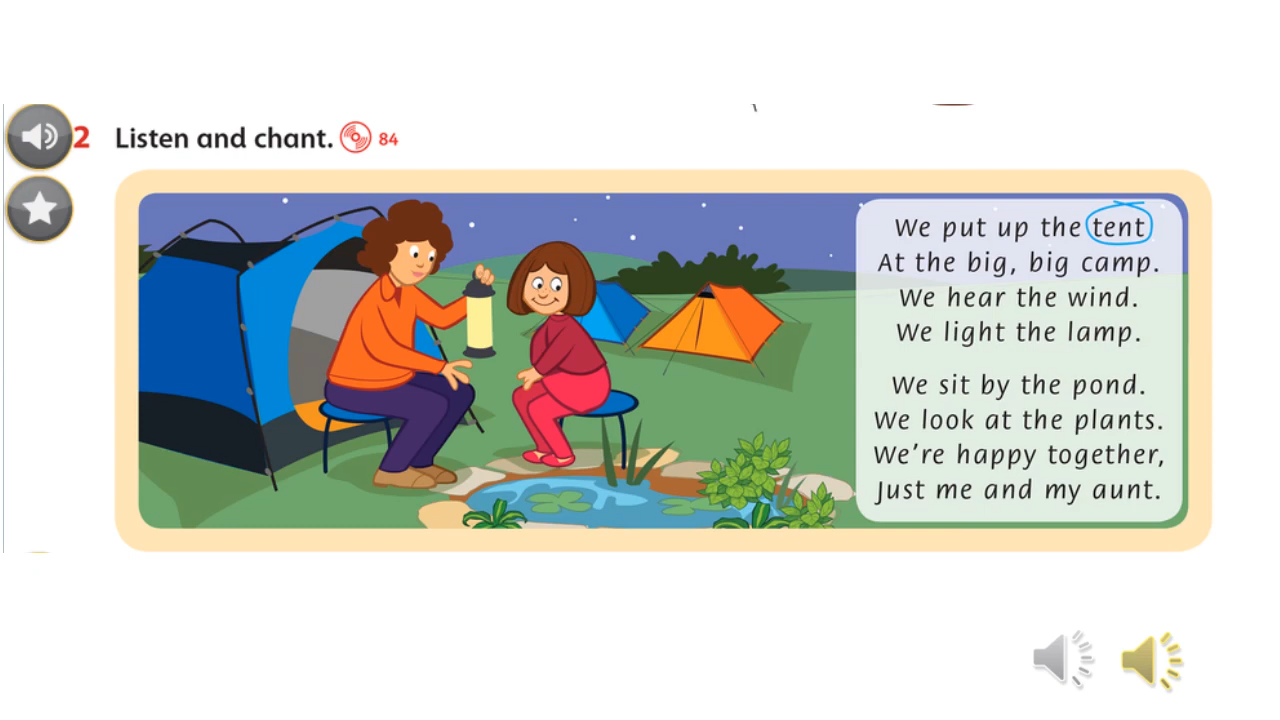 2 Listen and chant. 84
We put up the tent
At the big, big camp.
We hear the wind.
We light the lamp.
We sit by the pond.
We look at the plants.
We're happy together,
Just me and my aunt.